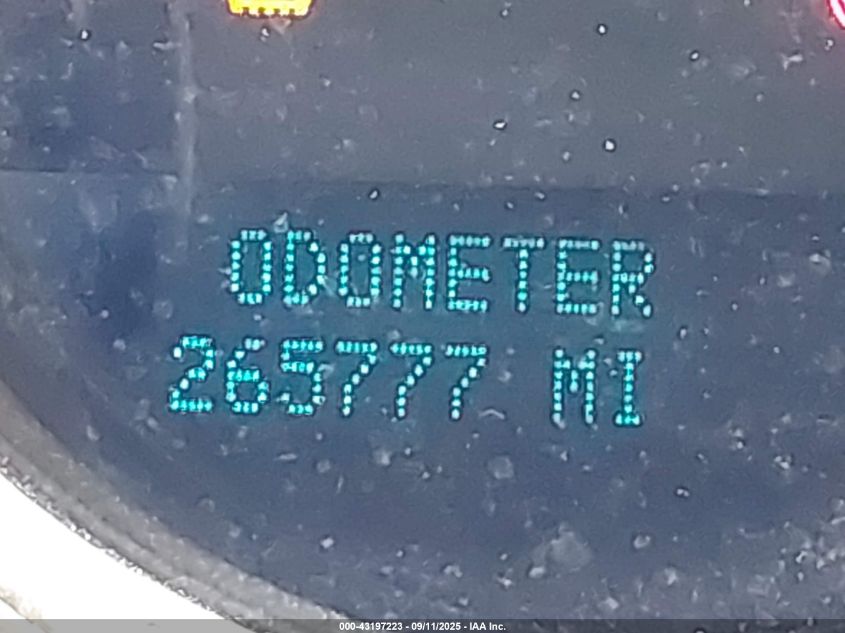 ODOMETER
265777 MI
000-43197223 - 09/11/2025 - IAA Inc.